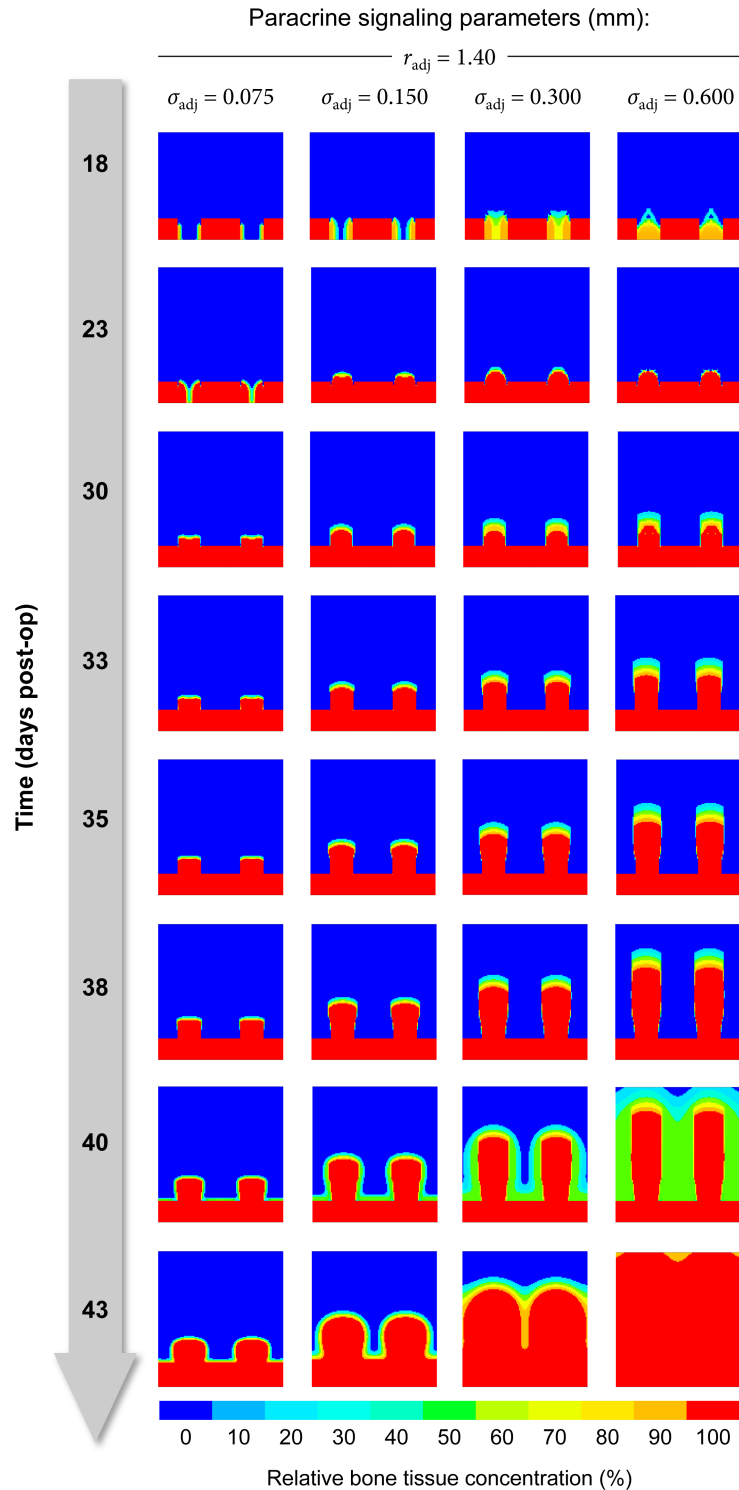 Paracrine signaling parameters (mm):
r_adj = 1.40
σ_adj = 0.075 σ_adj = 0.150 σ_adj = 0.300 σ_adj = 0.600
18
23
30
33
35
38
40
43
Time (days post-op)
0 10 20 30 40 50 60 70 80 90 100
Relative bone tissue concentration (%)